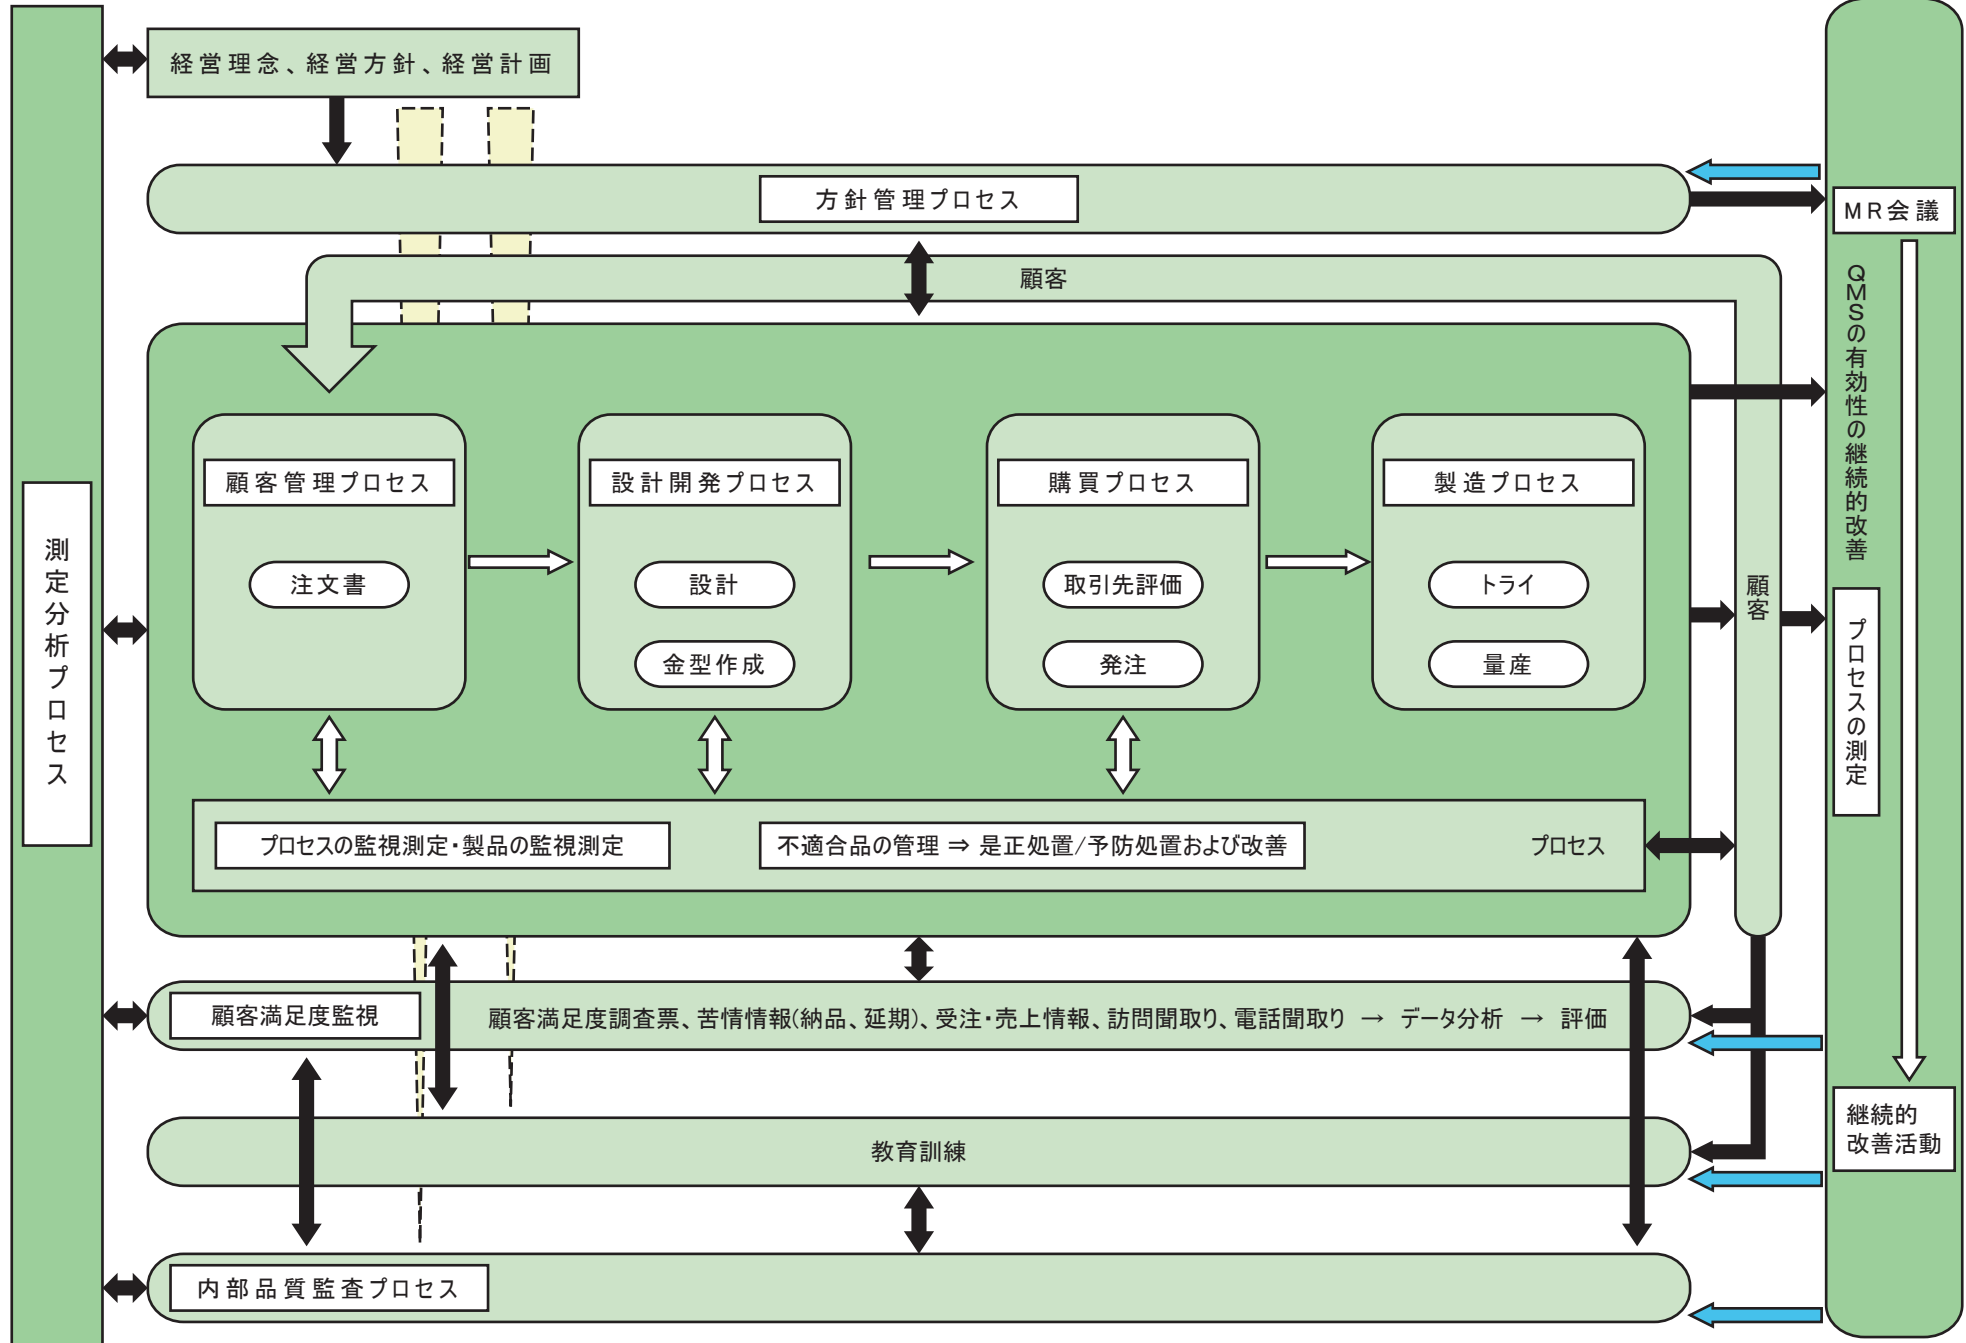 経営理念、経営方針、経営計画
方針管理プロセス
MR会議
顧客
QMSの有効性の継続的改善
顧客管理プロセス
設計開発プロセス
購買プロセス
製造プロセス
注文書
設計
取引先評価
トライ
金型作成
発注
量産
顧客
測定分析プロセス
プロセスの測定
プロセスの監視測定・製品の監視測定
不適合品の管理 ⇒ 是正処置/予防処置および改善
プロセス
顧客満足度監視
顧客満足度調査票、苦情情報(納品、延期)、受注・売上情報、訪問聞取り、電話聞取り → データ分析 → 評価
継続的
改善活動
教育訓練
内部品質監査プロセス